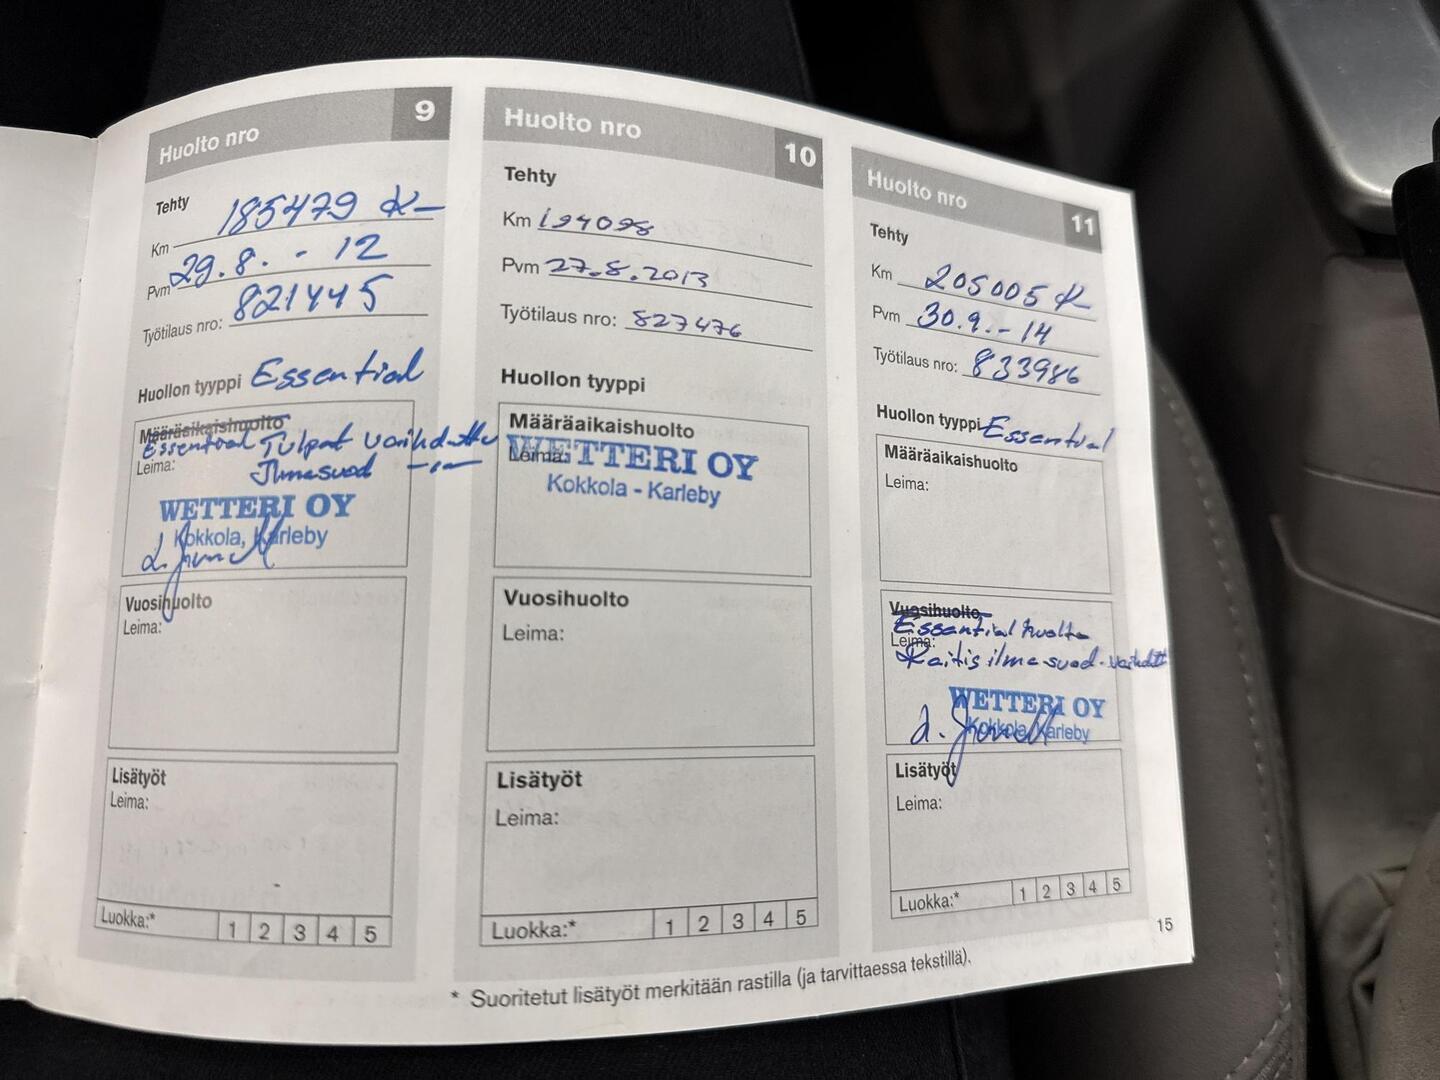 Huolto nro 9
Tehty
Km 185479 K-
Pvm 29.8. - 12
Työtilaus nro: 821445
Huollon tyyppi Essential
Määräaikaishuolto
Essential Tulpat vaihdettu
Leima: Ilmasuod -"-
WETTERI OY
Kokkola, Karleby
Vuosihuolto
Leima:
Lisätyöt
Leima:
Luokka:* 1 2 3 4 5
Huolto nro 10
Tehty
Km 194098
Pvm 27.8.2013
Työtilaus nro: 827476
Huollon tyyppi
Määräaikaishuolto
Leima: WETTERI OY
Kokkola - Karleby
Vuosihuolto
Leima:
Lisätyöt
Leima:
Luokka:* 1 2 3 4 5
Huolto nro 11
Tehty
Km 205005 K
Pvm 30.9.-14
Työtilaus nro: 833986
Huollon tyyppi Essential
Määräaikaishuolto
Leima:
Vuosihuolto
Essential huolto
Leima:
Raitisilmasuod. vaihdett
WETTERI OY
Kokkola, Karleby
Lisätyöt
Leima:
Luokka:* 1 2 3 4 5
15
* Suoritetut lisätyöt merkitään rastilla (ja tarvittaessa tekstillä).